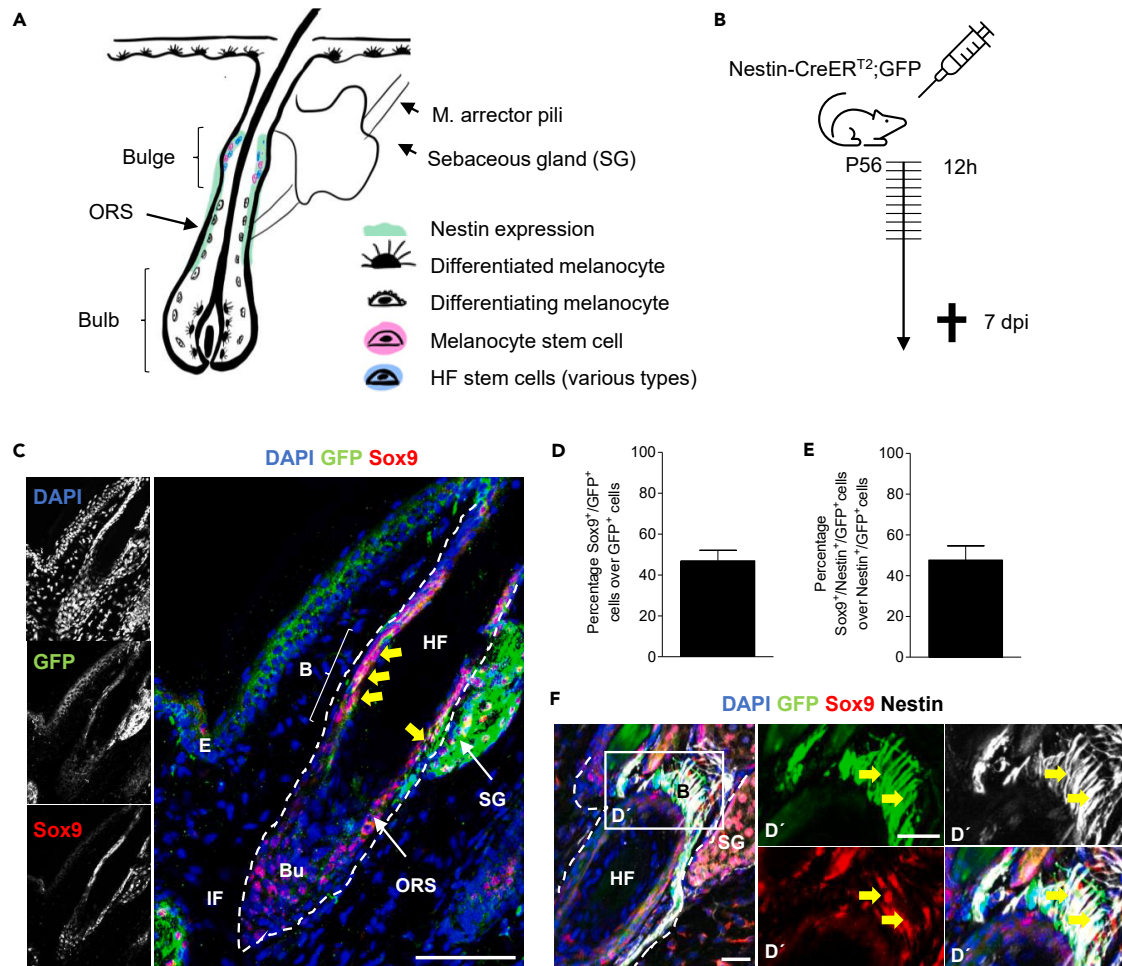 A
M. arrector pili
Bulge
Sebaceous gland (SG)
ORS
Nestin expression
Differentiated melanocyte
Differentiating melanocyte
Bulb
Melanocyte stem cell
HF stem cells (various types)
B
Nestin-CreERT2;GFP
P56
12h
7 dpi
C
DAPI GFP Sox9
DAPI
GFP
Sox9
HF
B
E
SG
Bu
ORS
IF
D
100
80
60
40
20
0
Percentage Sox9+/GFP+
cells over GFP+ cells
E
100
80
60
40
20
0
Percentage
Sox9+/Nestin+/GFP+cells
over Nestin+/GFP+cells
F
DAPI GFP Sox9 Nestin
B
D´
SG
HF
D´
D´
D´
D´